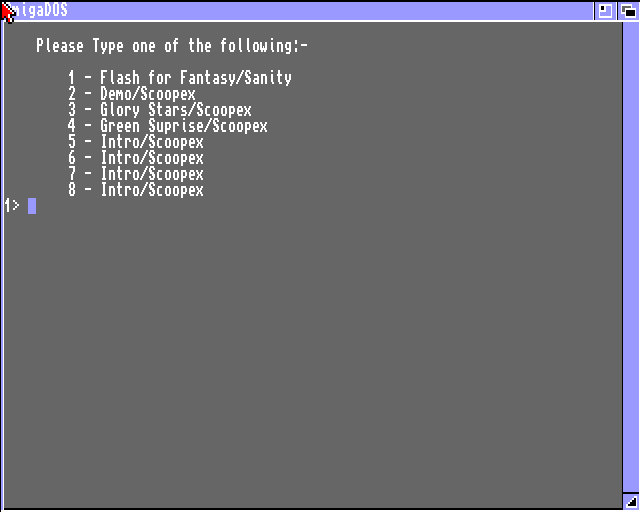 AmigaDOS
Please Type one of the following:-
1 - Flash for Fantasy/Sanity
2 - Demo/Scoopex
3 - Glory Stars/Scoopex
4 - Green Suprise/Scoopex
5 - Intro/Scoopex
6 - Intro/Scoopex
7 - Intro/Scoopex
8 - Intro/Scoopex
1>